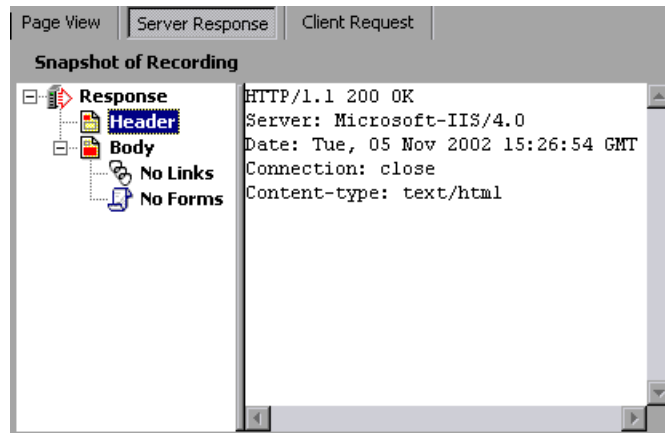 Page View Server Response Client Request
Snapshot of Recording
Response
Header
Body
No Links
No Forms
HTTP/1.1 200 OK
Server: Microsoft-IIS/4.0
Date: Tue, 05 Nov 2002 15:26:54 GMT
Connection: close
Content-type: text/html